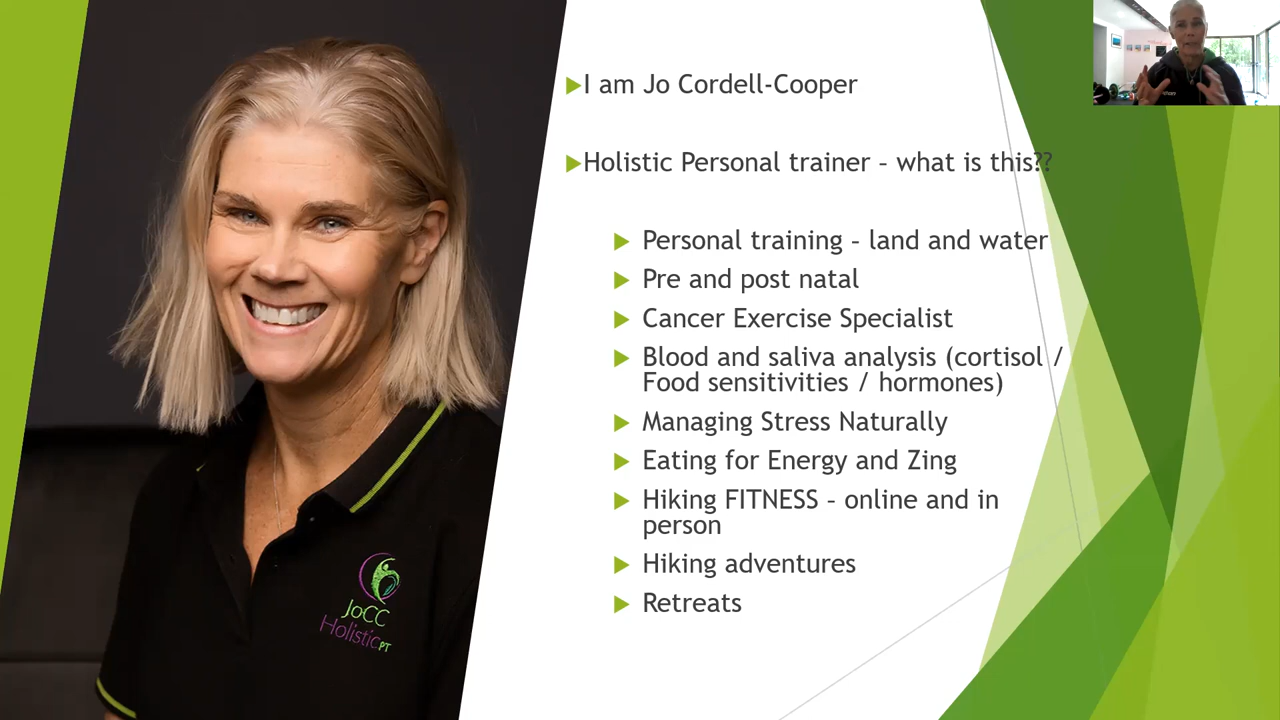 I am Jo Cordell-Cooper
Holistic Personal trainer – what is this??
Personal training – land and water
Pre and post natal
Cancer Exercise Specialist
Blood and saliva analysis (cortisol /
Food sensitivities / hormones)
Managing Stress Naturally
Eating for Energy and Zing
Hiking FITNESS – online and in
person
Hiking adventures
Retreats
JoCC
Holistic PT